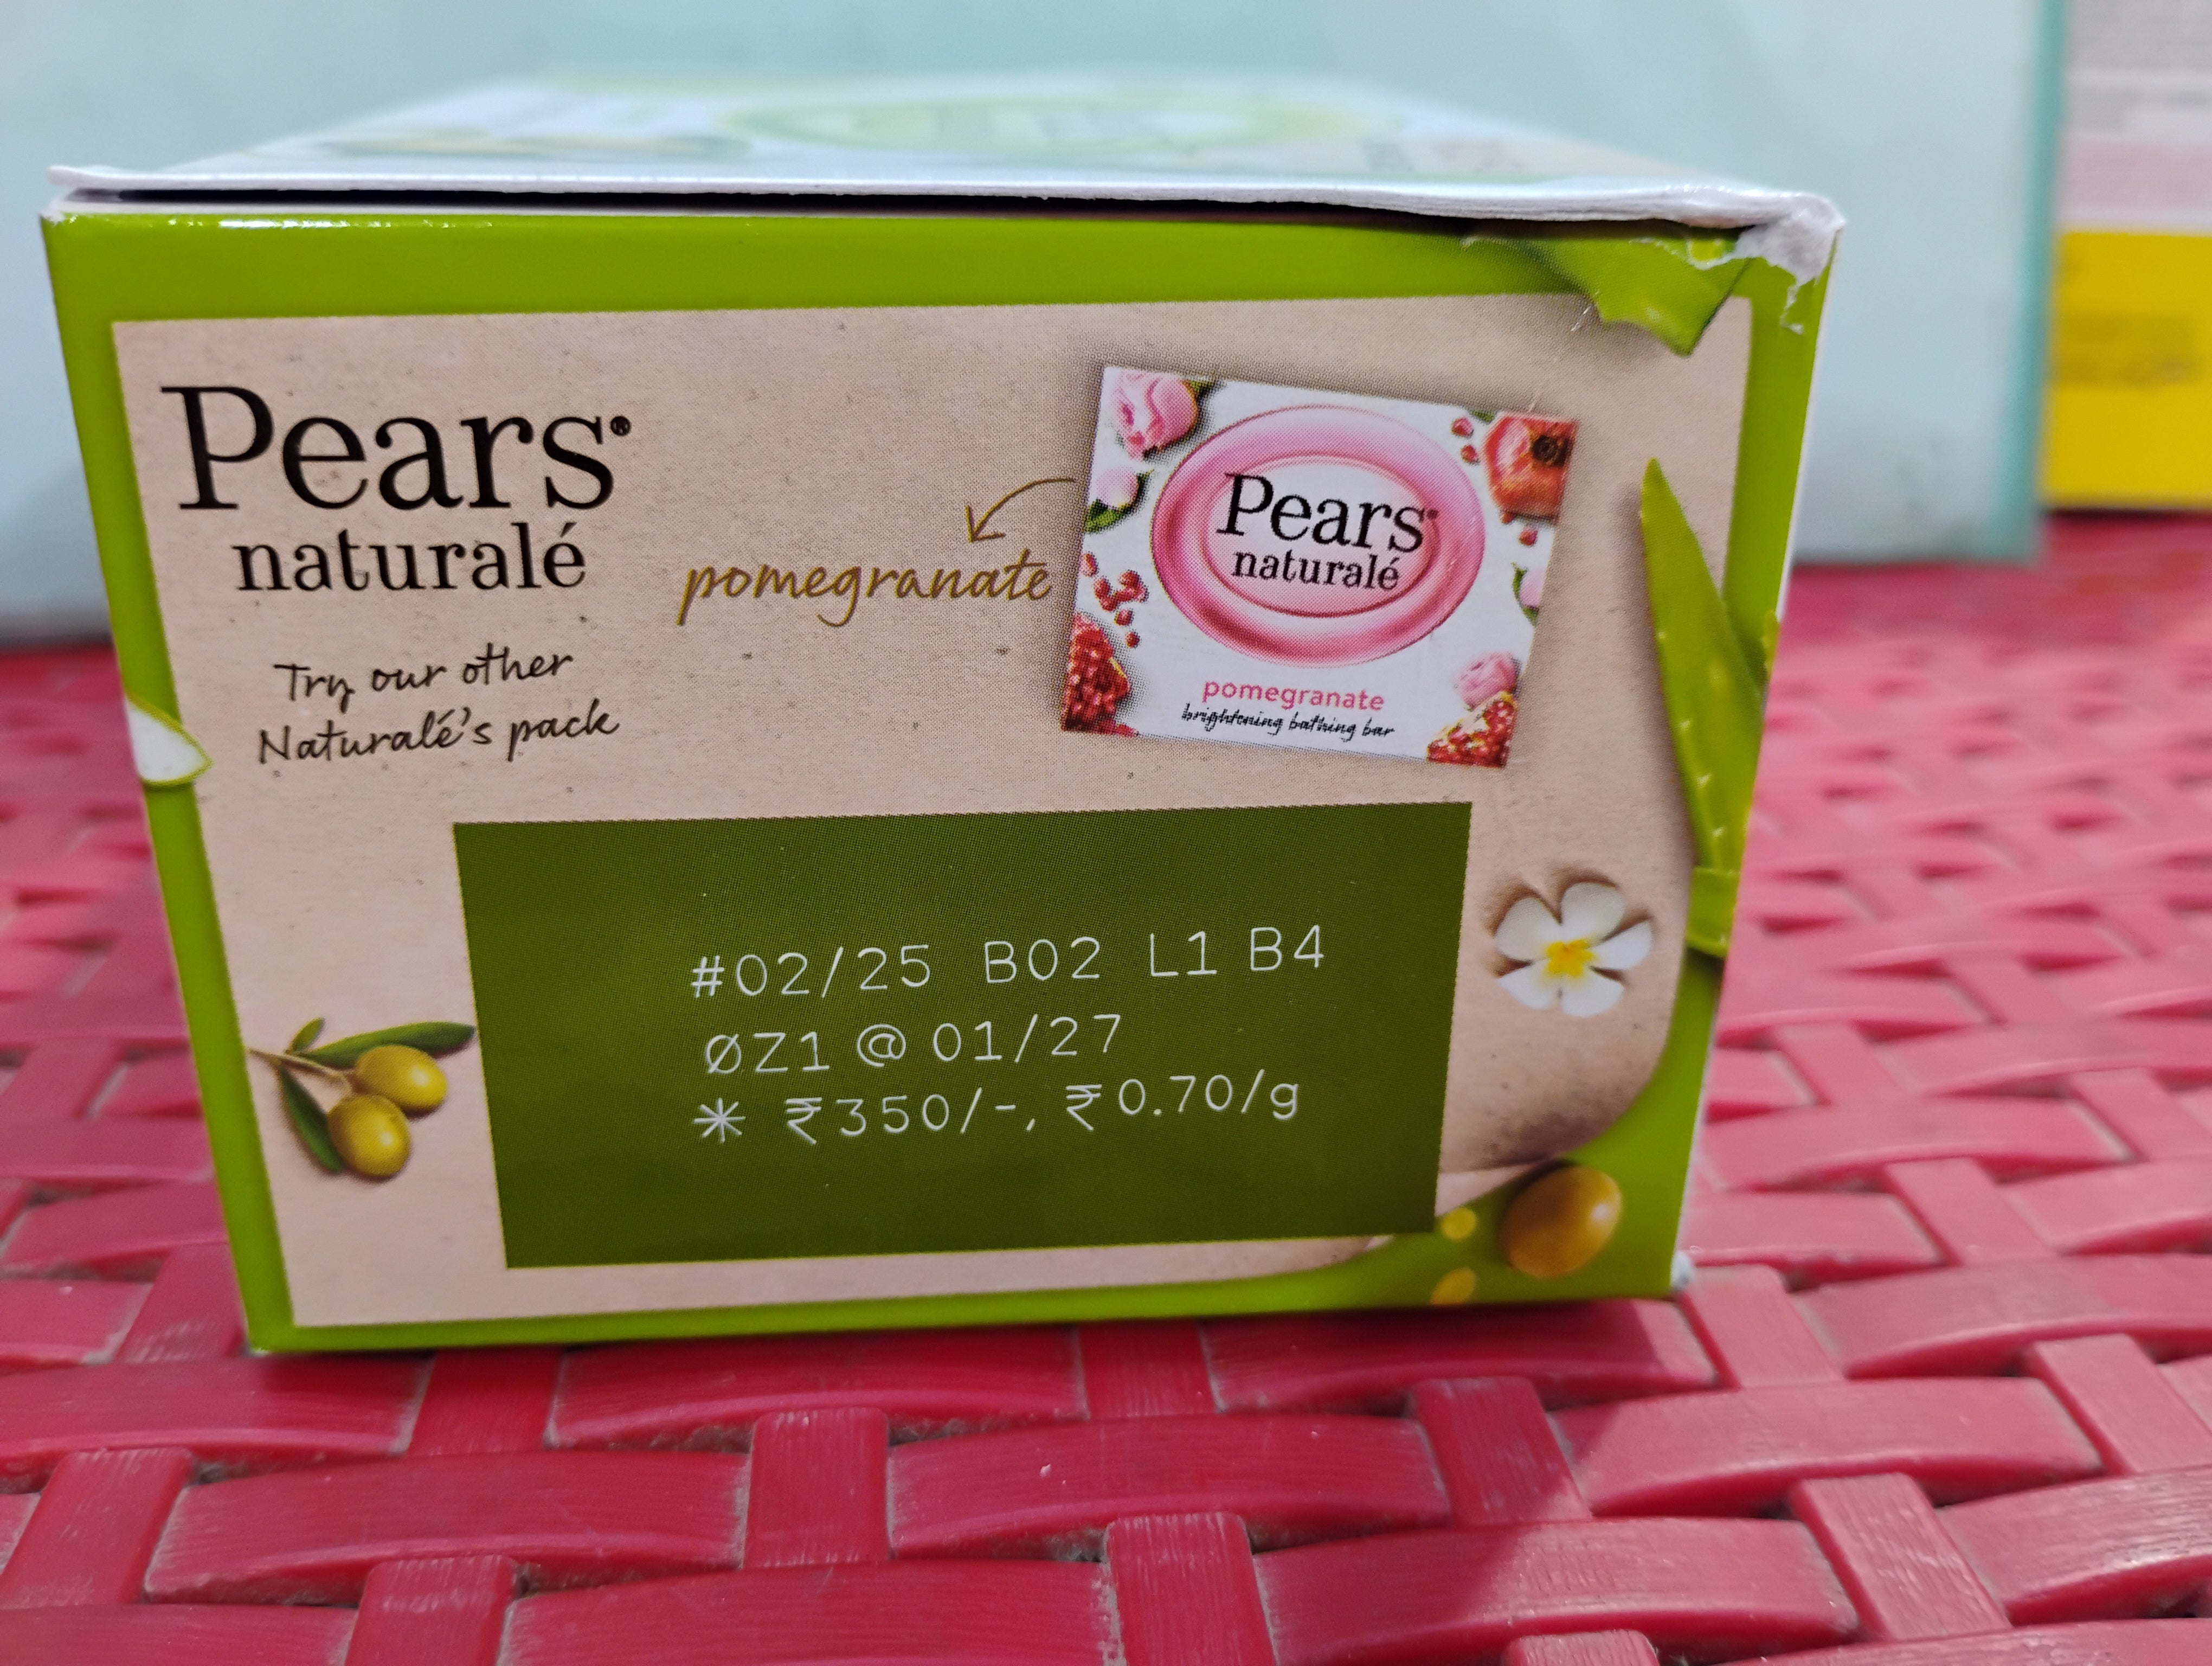 Pears®
naturalé
Try our other
Naturalé's pack
pomegranate
Pears
naturalé
pomegranate
brightening bathing bar
#02/25 B02 L1 B4
ØZ1 @ 01/27
* ₹350/-, ₹0.70/g